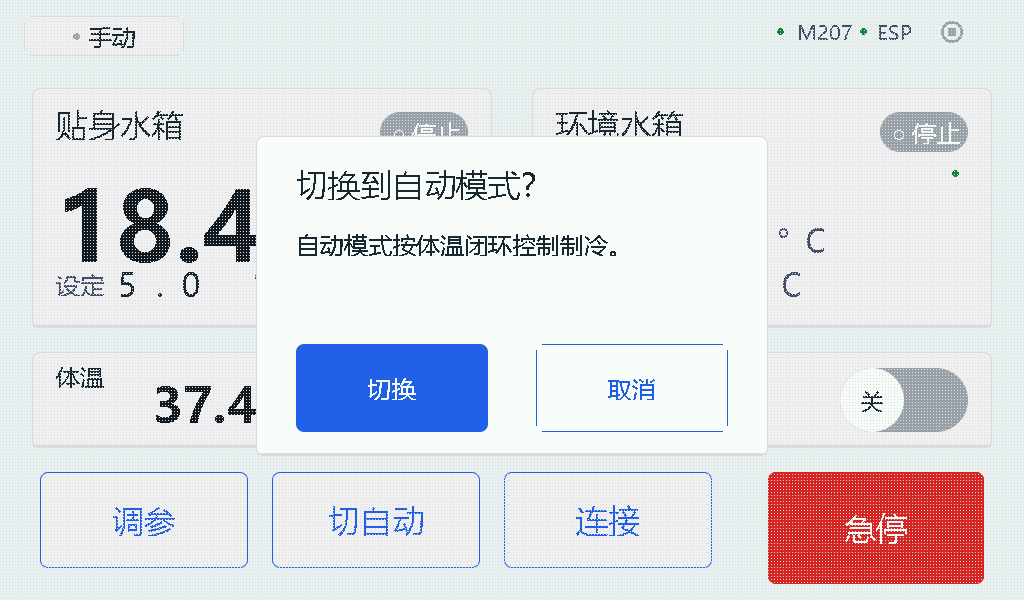 手动
M207 ESP
贴身水箱
停止
环境水箱
停止
18.4
° C
设定 5 . 0
C
切换到自动模式?
自动模式按体温闭环控制制冷。
切换
取消
体温
37.4
关
调参
切自动
连接
急停